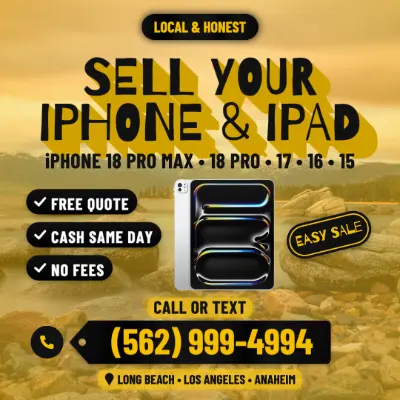 LOCAL & HONEST
SELL YOUR
IPHONE & IPAD
iPHONE 18 PRO MAX • 18 PRO • 17 • 16 • 15
FREE QUOTE
CASH SAME DAY
NO FEES
EASY SALE
CALL OR TEXT
(562) 999-4994
LONG BEACH • LOS ANGELES • ANAHEIM